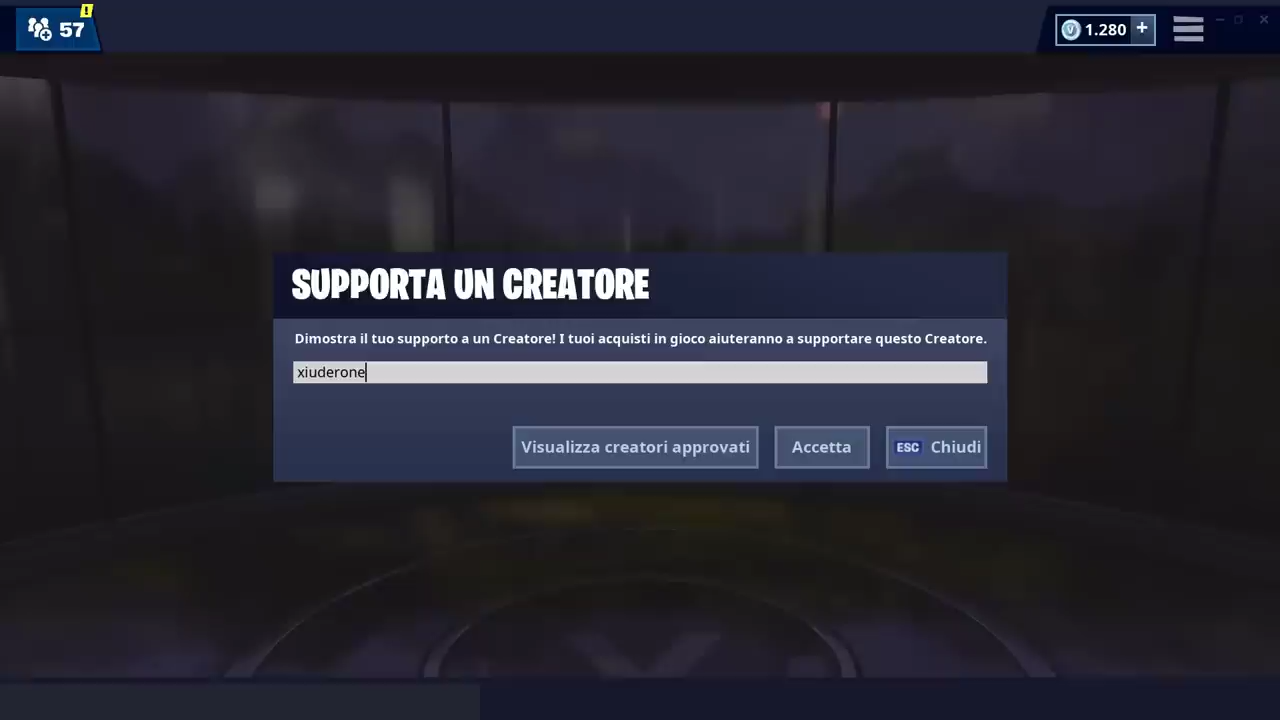 57
!
1.280 +
SUPPORTA UN CREATORE
Dimostra il tuo supporto a un Creatore! I tuoi acquisti in gioco aiuteranno a supportare questo Creatore.
xiuderone
Visualizza creatori approvati
Accetta
ESC Chiudi